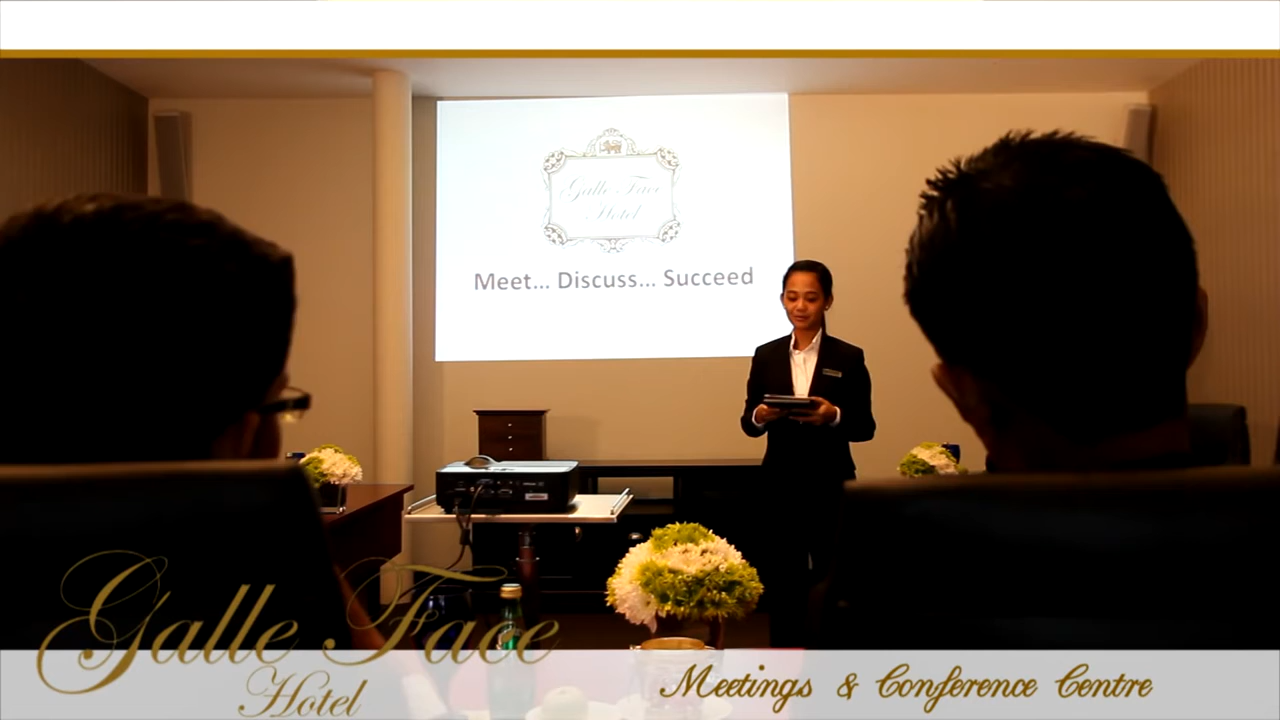 Galle Face
Hotel
Meet... Discuss... Succeed
Galle Face
Hotel
Meetings & Conference Centre